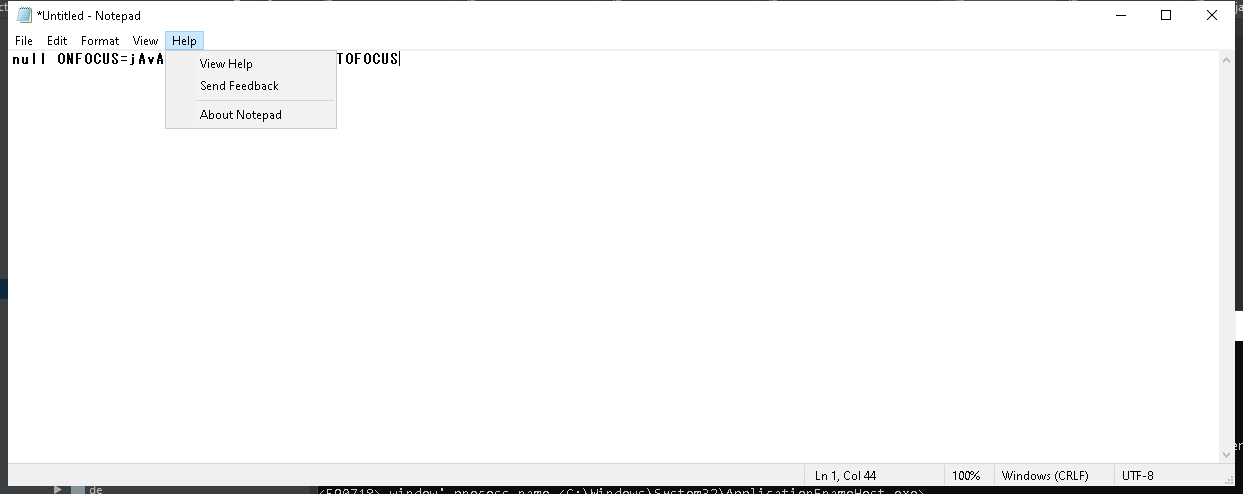 *Untitled - Notepad
File Edit Format View Help
null ONFOCUS=jAvA TOFOCUS
View Help
Send Feedback
About Notepad
Ln 1, Col 44 100% Windows (CRLF) UTF-8
de
window' process name <C:\Windows\System32\ApplicationFrameHost.exe>